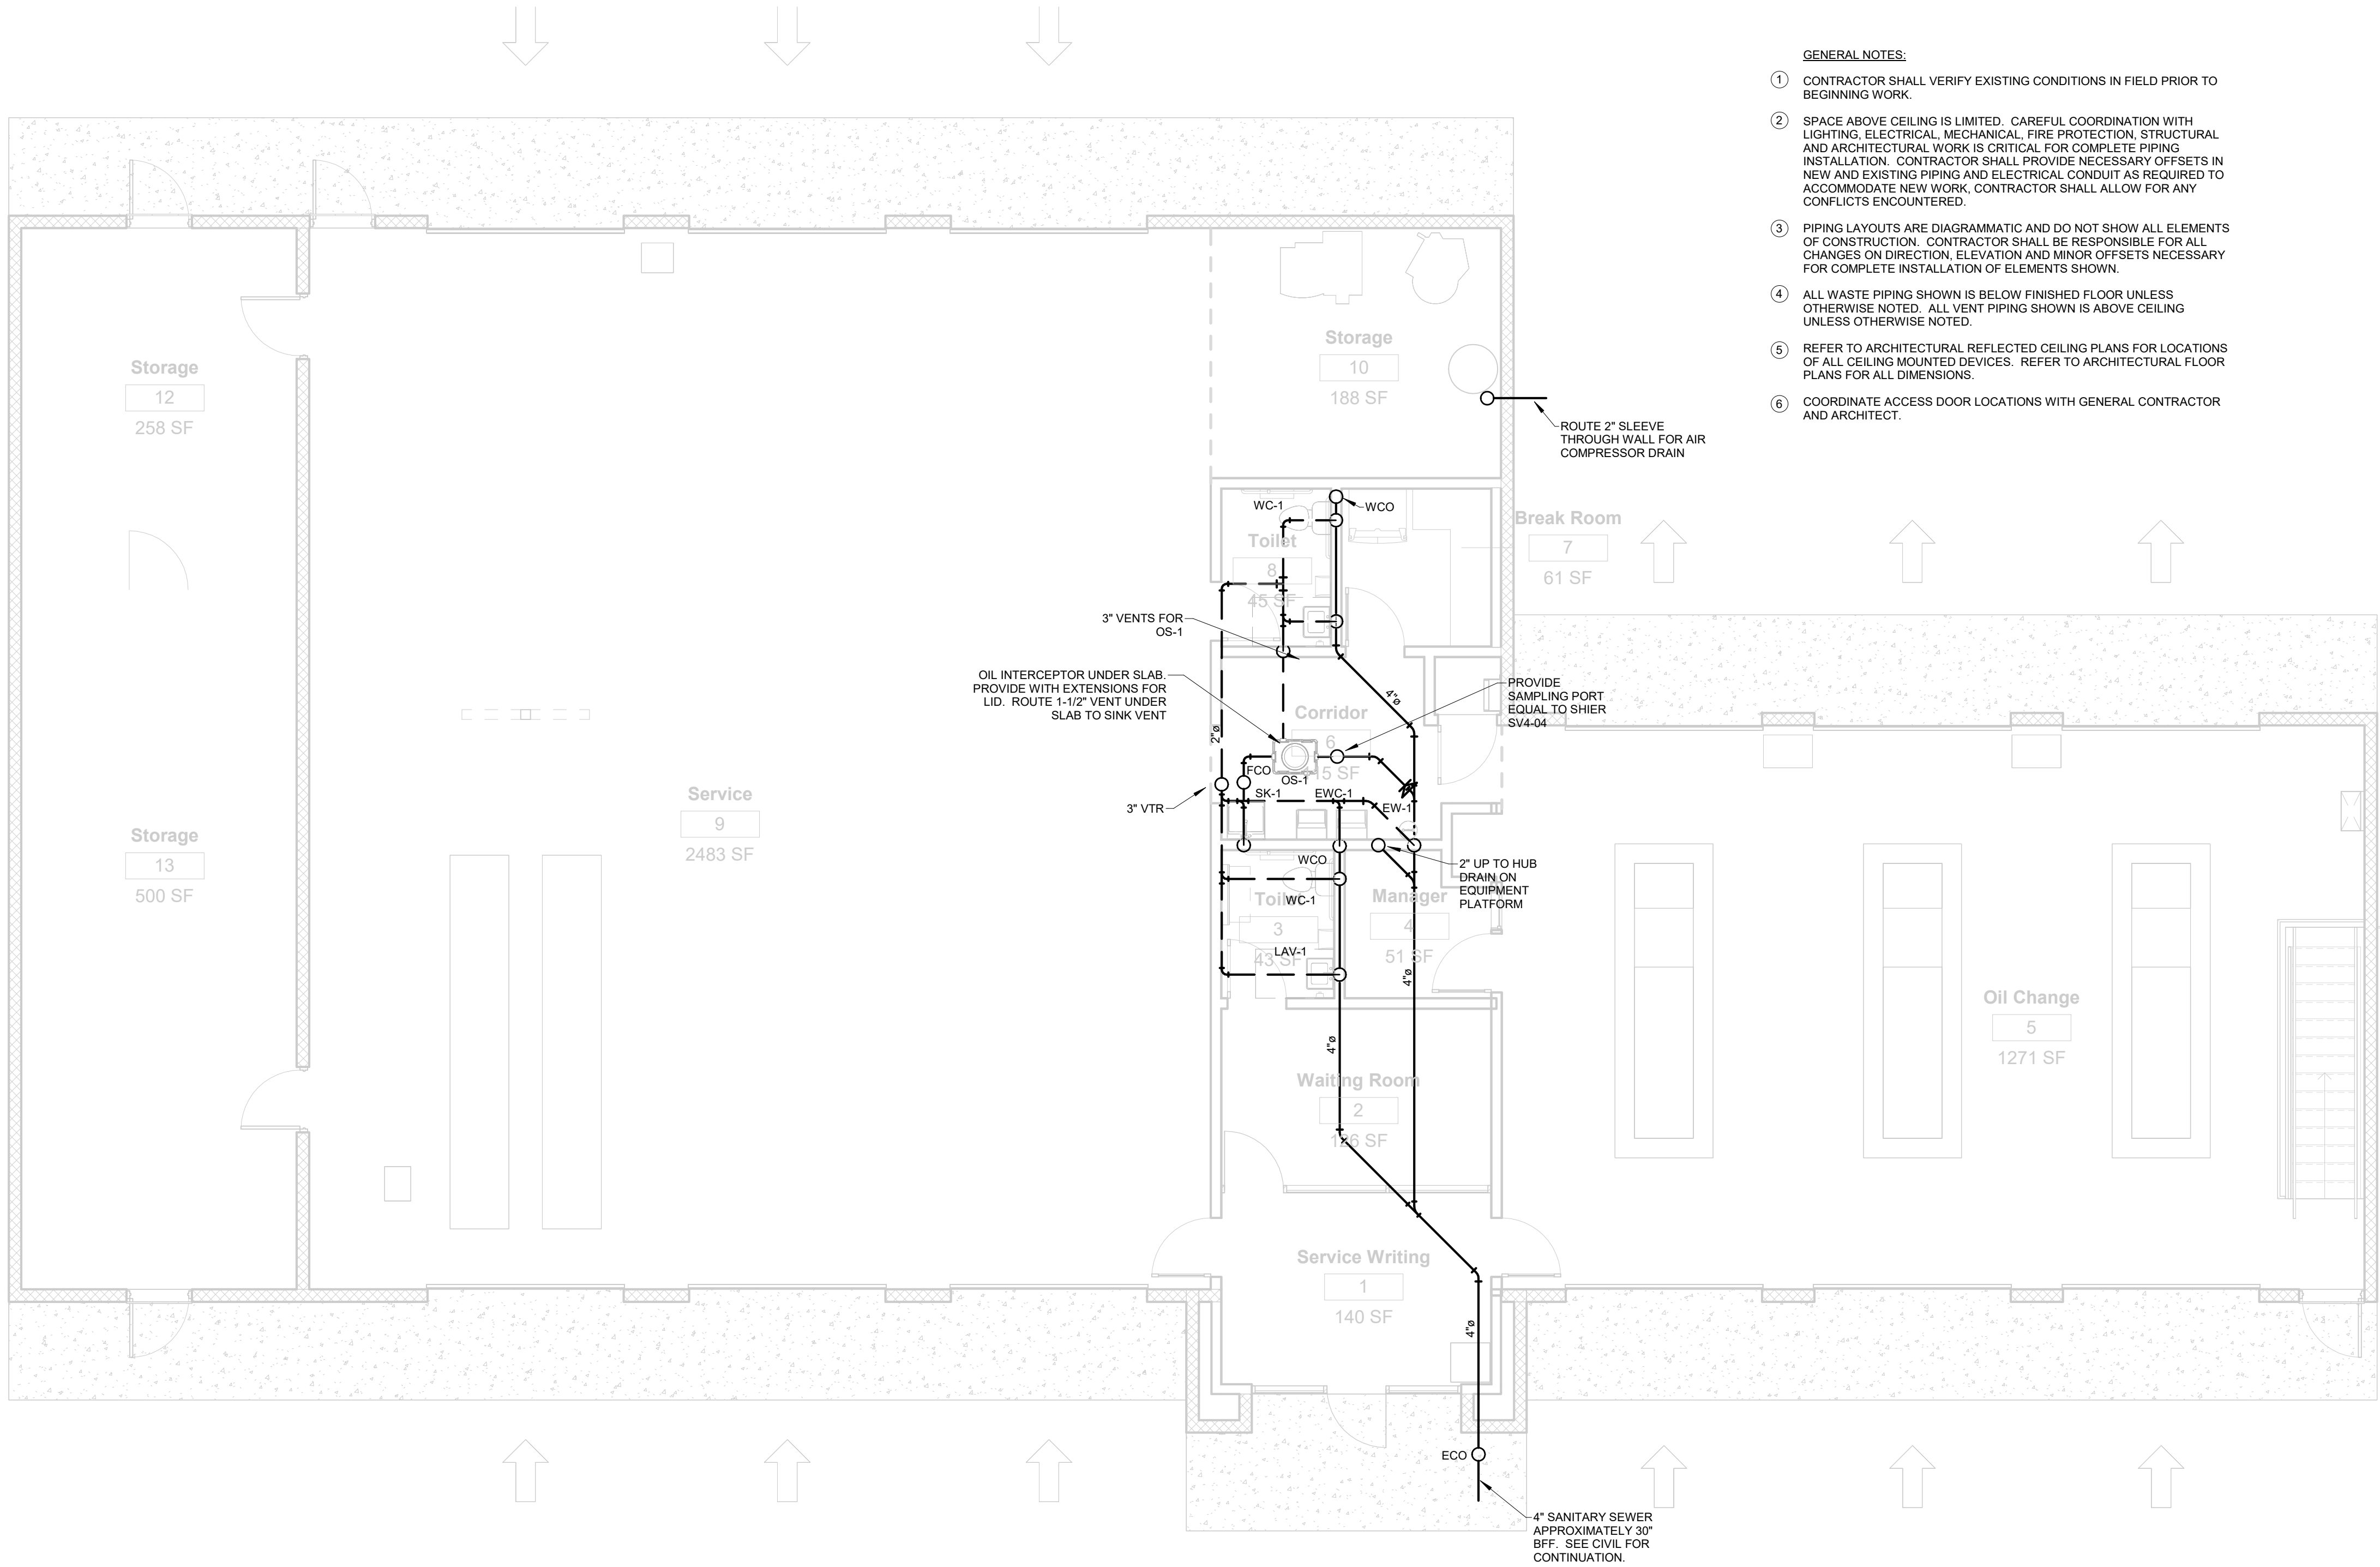 GENERAL NOTES:
1 CONTRACTOR SHALL VERIFY EXISTING CONDITIONS IN FIELD PRIOR TO
BEGINNING WORK.
2 SPACE ABOVE CEILING IS LIMITED. CAREFUL COORDINATION WITH
LIGHTING, ELECTRICAL, MECHANICAL, FIRE PROTECTION, STRUCTURAL
AND ARCHITECTURAL WORK IS CRITICAL FOR COMPLETE PIPING
INSTALLATION. CONTRACTOR SHALL PROVIDE NECESSARY OFFSETS IN
NEW AND EXISTING PIPING AND ELECTRICAL CONDUIT AS REQUIRED TO
ACCOMMODATE NEW WORK, CONTRACTOR SHALL ALLOW FOR ANY
CONFLICTS ENCOUNTERED.
3 PIPING LAYOUTS ARE DIAGRAMMATIC AND DO NOT SHOW ALL ELEMENTS
OF CONSTRUCTION. CONTRACTOR SHALL BE RESPONSIBLE FOR ALL
CHANGES ON DIRECTION, ELEVATION AND MINOR OFFSETS NECESSARY
FOR COMPLETE INSTALLATION OF ELEMENTS SHOWN.
4 ALL WASTE PIPING SHOWN IS BELOW FINISHED FLOOR UNLESS
OTHERWISE NOTED. ALL VENT PIPING SHOWN IS ABOVE CEILING
UNLESS OTHERWISE NOTED.
5 REFER TO ARCHITECTURAL REFLECTED CEILING PLANS FOR LOCATIONS
OF ALL CEILING MOUNTED DEVICES. REFER TO ARCHITECTURAL FLOOR
PLANS FOR ALL DIMENSIONS.
6 COORDINATE ACCESS DOOR LOCATIONS WITH GENERAL CONTRACTOR
AND ARCHITECT.
Storage
12
258 SF
Storage
10
188 SF
ROUTE 2" SLEEVE
THROUGH WALL FOR AIR
COMPRESSOR DRAIN
WC-1
WCO
Break Room
7
61 SF
Toilet
8
45 SF
3" VENTS FOR
OS-1
OIL INTERCEPTOR UNDER SLAB.
PROVIDE WITH EXTENSIONS FOR
LID. ROUTE 1-1/2" VENT UNDER
SLAB TO SINK VENT
4"ø
PROVIDE
SAMPLING PORT
EQUAL TO SHIER
SV4-04
Corridor
6
15 SF
2"ø
FCO
OS-1
SK-1
EWC-1
EW-1
3" VTR
Service
9
2483 SF
Storage
13
500 SF
WCO
2" UP TO HUB
DRAIN ON
EQUIPMENT
PLATFORM
Toilet
WC-1
3
43 SF
LAV-1
Manager
4
51 SF
4"ø
4"ø
Oil Change
5
1271 SF
Waiting Room
2
126 SF
Service Writing
1
140 SF
4"ø
ECO
4" SANITARY SEWER
APPROXIMATELY 30"
BFF. SEE CIVIL FOR
CONTINUATION.